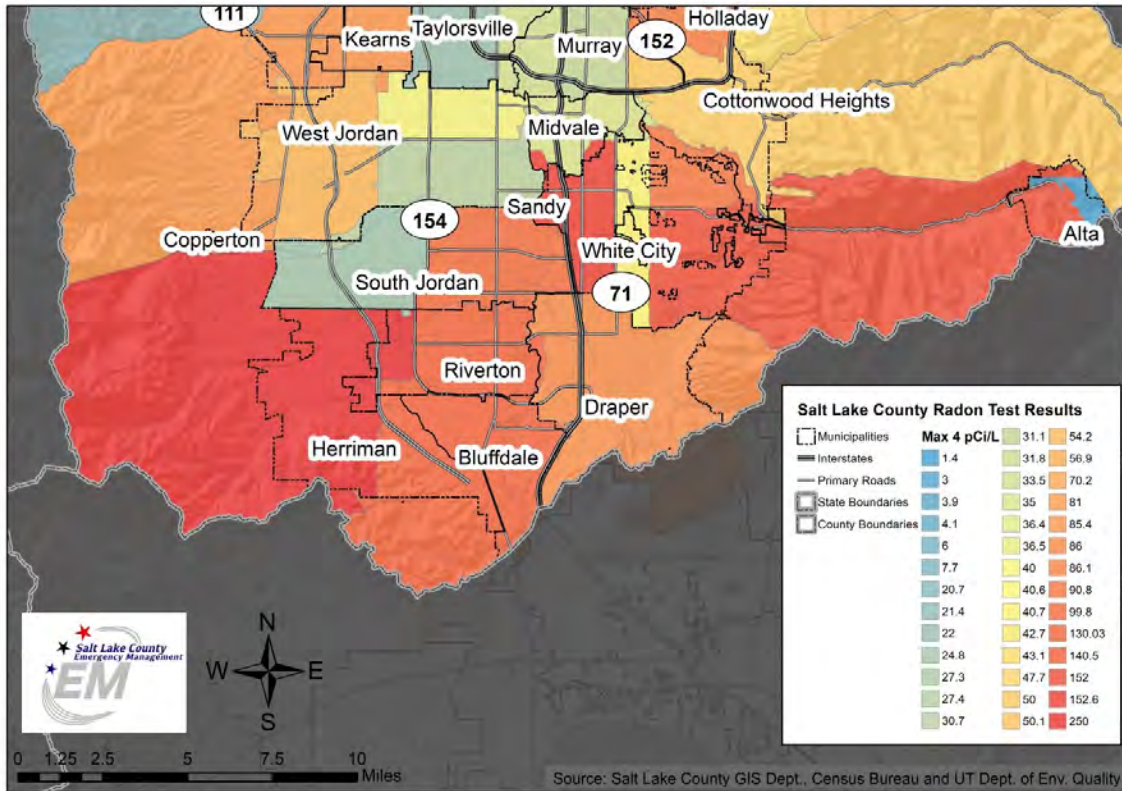 111
Kearns
Taylorsville
Murray
152
Holladay
Cottonwood Heights
West Jordan
Midvale
Copperton
154
Sandy
South Jordan
White City
71
Alta
Riverton
Draper
Herriman
Bluffdale
Salt Lake County Radon Test Results
Municipalities
Interstates
Primary Roads
State Boundaries
County Boundaries
Max 4 pCi/L
1.4
3
3.9
4.1
6
7.7
20.7
21.4
22
24.8
27.3
27.4
30.7
31.1
31.8
33.5
35
36.4
36.5
40
40.6
40.7
42.7
43.1
47.7
50
50.1
54.2
56.9
70.2
81
85.4
86
86.1
90.8
99.8
130.03
140.5
152
152.6
250
Salt Lake County
Emergency Management
EM
N
W E
S
0 1.25 2.5 5 7.5 10
Miles
Source: Salt Lake County GIS Dept., Census Bureau and UT Dept. of Env. Quality